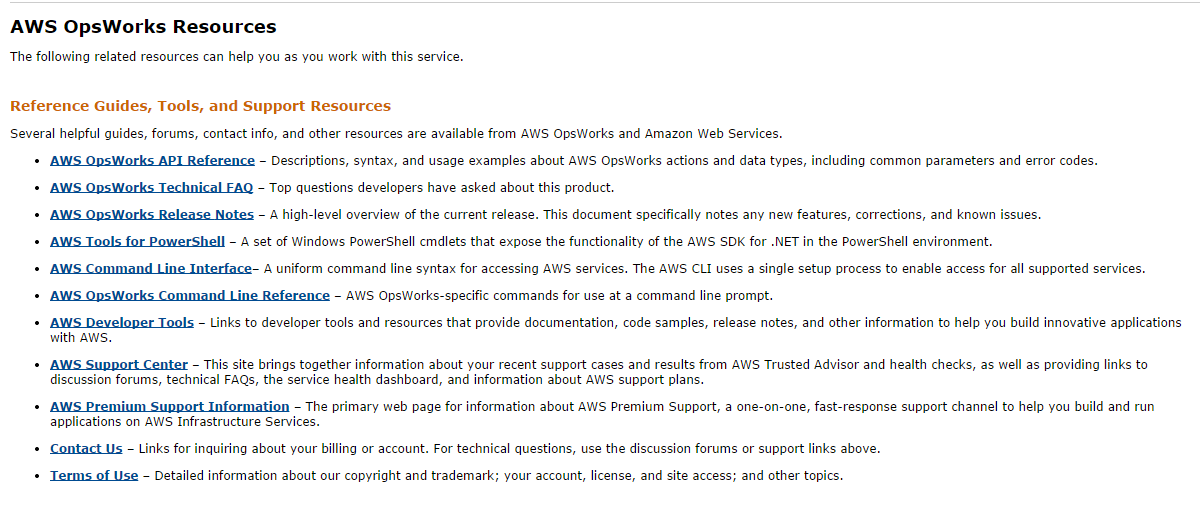 AWS OpsWorks Resources
The following related resources can help you as you work with this service.
Reference Guides, Tools, and Support Resources
Several helpful guides, forums, contact info, and other resources are available from AWS OpsWorks and Amazon Web Services.
• AWS OpsWorks API Reference – Descriptions, syntax, and usage examples about AWS OpsWorks actions and data types, including common parameters and error codes.
• AWS OpsWorks Technical FAQ – Top questions developers have asked about this product.
• AWS OpsWorks Release Notes – A high-level overview of the current release. This document specifically notes any new features, corrections, and known issues.
• AWS Tools for PowerShell – A set of Windows PowerShell cmdlets that expose the functionality of the AWS SDK for .NET in the PowerShell environment.
• AWS Command Line Interface– A uniform command line syntax for accessing AWS services. The AWS CLI uses a single setup process to enable access for all supported services.
• AWS OpsWorks Command Line Reference – AWS OpsWorks-specific commands for use at a command line prompt.
• AWS Developer Tools – Links to developer tools and resources that provide documentation, code samples, release notes, and other information to help you build innovative applications
with AWS.
• AWS Support Center – This site brings together information about your recent support cases and results from AWS Trusted Advisor and health checks, as well as providing links to
discussion forums, technical FAQs, the service health dashboard, and information about AWS support plans.
• AWS Premium Support Information – The primary web page for information about AWS Premium Support, a one-on-one, fast-response support channel to help you build and run
applications on AWS Infrastructure Services.
• Contact Us – Links for inquiring about your billing or account. For technical questions, use the discussion forums or support links above.
• Terms of Use – Detailed information about our copyright and trademark; your account, license, and site access; and other topics.